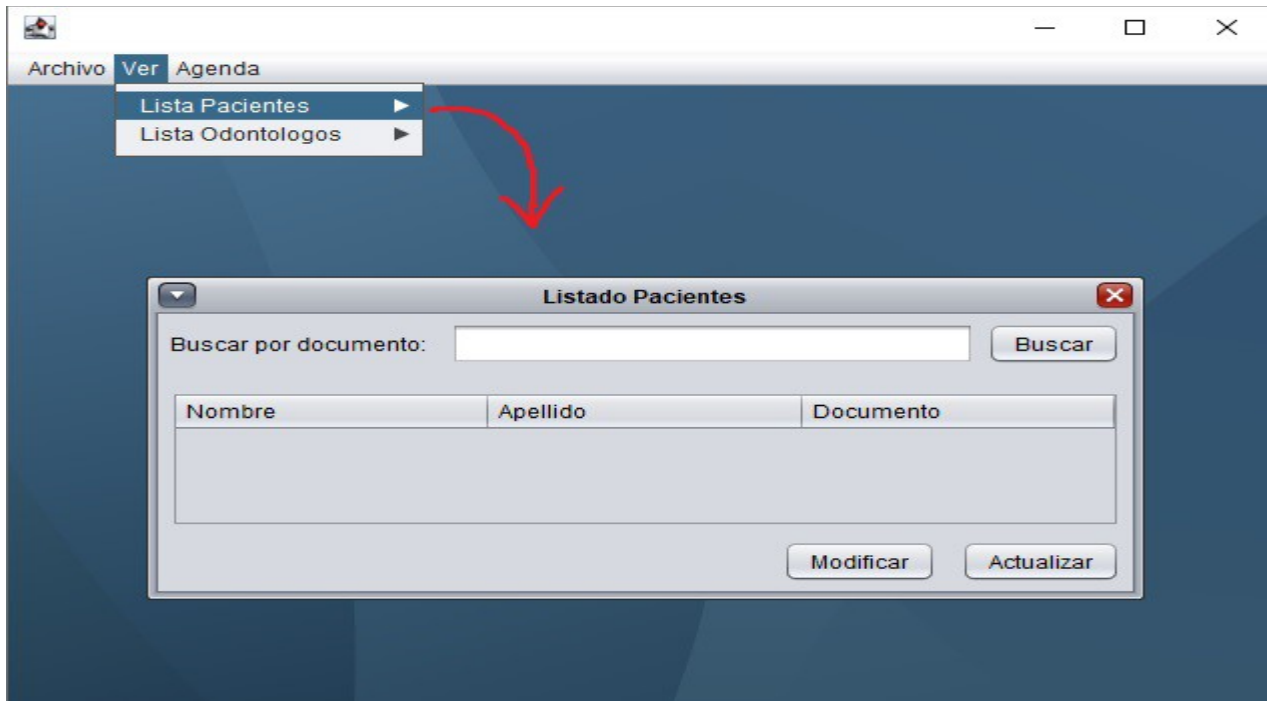 Archivo Ver Agenda
Lista Pacientes
Lista Odontologos
Listado Pacientes
Buscar por documento: Buscar
Nombre Apellido Documento
Modificar Actualizar